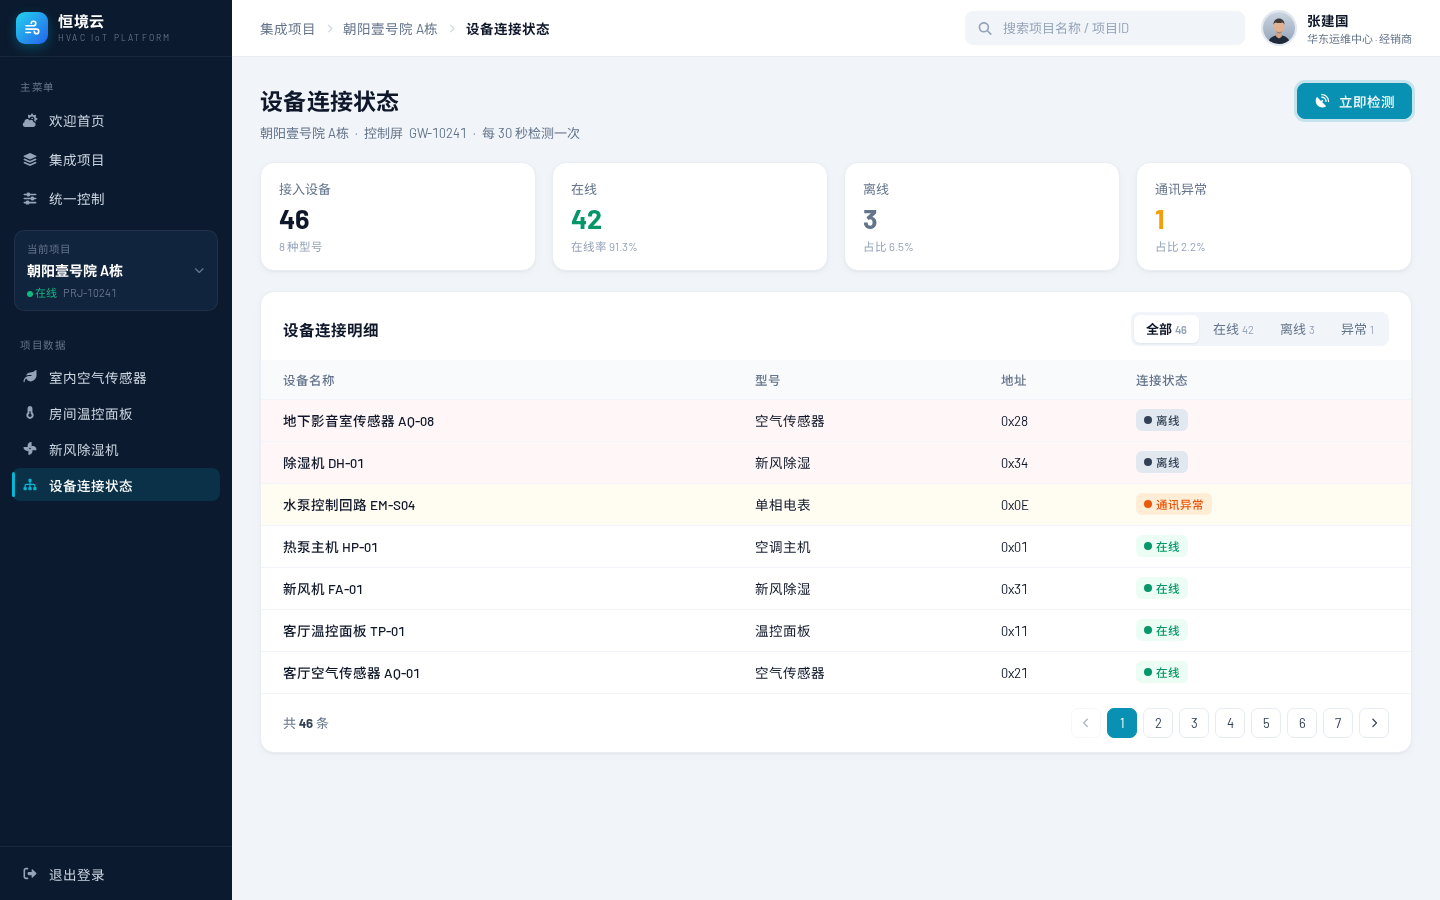 恒境云
HVAC IoT PLATFORM
主菜单
欢迎首页
集成项目
统一控制
当前项目
朝阳壹号院 A栋
在线 PRJ-10241
项目数据
室内空气传感器
房间温控面板
新风除湿机
设备连接状态
退出登录
集成项目 朝阳壹号院 A栋 设备连接状态
搜索项目名称 / 项目ID
张建国
华东运维中心 · 经销商
设备连接状态
朝阳壹号院 A栋 · 控制屏 GW-10241 · 每 30 秒检测一次
立即检测
接入设备
46
8 种型号
在线
42
在线率 91.3%
离线
3
占比 6.5%
通讯异常
1
占比 2.2%
设备连接明细
全部 46 在线 42 离线 3 异常 1
设备名称 型号 地址 连接状态
地下影音室传感器 AQ-08 空气传感器 0x28 离线
除湿机 DH-01 新风除湿 0x34 离线
水泵控制回路 EM-S04 单相电表 0x0E 通讯异常
热泵主机 HP-01 空调主机 0x01 在线
新风机 FA-01 新风除湿 0x31 在线
客厅温控面板 TP-01 温控面板 0x11 在线
客厅空气传感器 AQ-01 空气传感器 0x21 在线
共 46 条
1 2 3 4 5 6 7